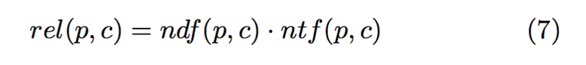 rel(p, c) = ndf(p, c) · ntf(p, c) (7)